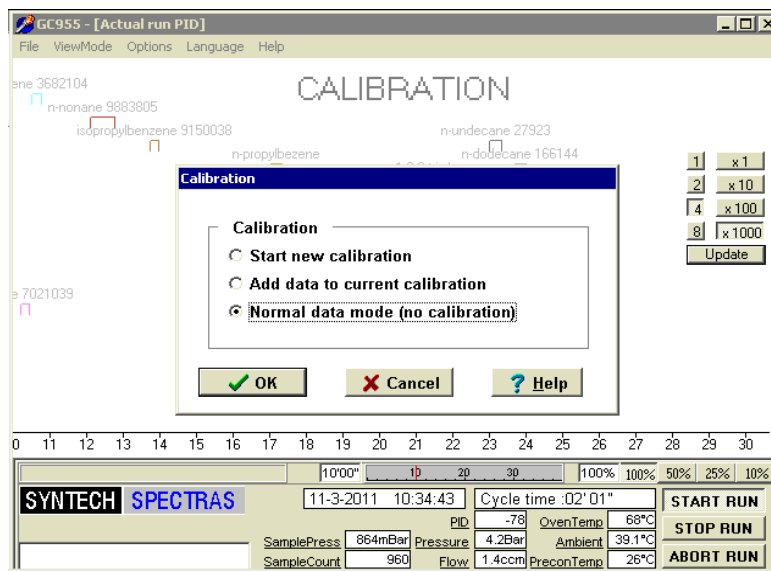 GC955 - [Actual run PID]
File ViewMode Options Language Help
ene 3682104
CALIBRATION
n-nonane 9883805
isopropylbenzene 9150038
n-undecane 27923
n-propylbezene
n-dodecane 166144
1 x 1
2 x 10
4 x 100
8 x 1000
Update
Calibration
Calibration
Start new calibration
Add data to current calibration
Normal data mode (no calibration)
e 7021039
OK Cancel Help
0 11 12 13 14 15 16 17 18 19 20 21 22 23 24 25 26 27 28 29 30
10'00" 10 20 30 100% 100% 50% 25% 10%
SYNTECH SPECTRAS 11-3-2011 10:34:43 Cycle time :02' 01" START RUN
PID -78 OvenTemp 68°C STOP RUN
SamplePress 864mBar Pressure 4.2Bar Ambient 39.1°C
SampleCount 960 Flow 1.4ccm PreconTemp 26°C ABORT RUN